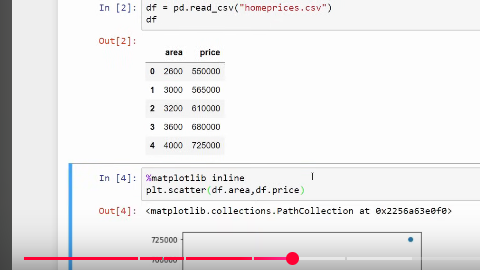 In [2]: df = pd.read_csv("homeprices.csv")
df
Out[2]:
area price
0 2600 550000
1 3000 565000
2 3200 610000
3 3600 680000
4 4000 725000
In [4]: %matplotlib inline
plt.scatter(df.area,df.price)
Out[4]: <matplotlib.collections.PathCollection at 0x2256a63e0f0>
725000
700000